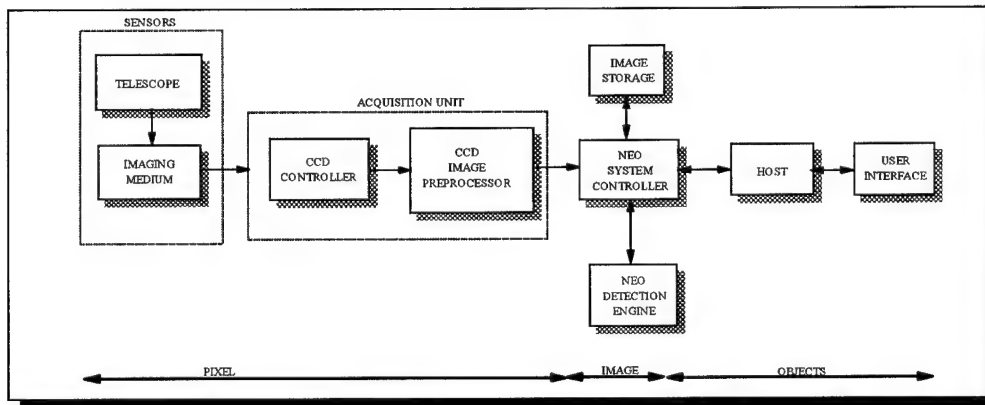 SENSORS
TELESCOPE
IMAGING
MEDIUM
ACQUISITION UNIT
CCD
CONTROLLER
CCD
IMAGE
PREPROCESSOR
IMAGE
STORAGE
NEO
SYSTEM
CONTROLLER
NEO
DETECTION
ENGINE
HOST
USER
INTERFACE
PIXEL
IMAGE
OBJECTS